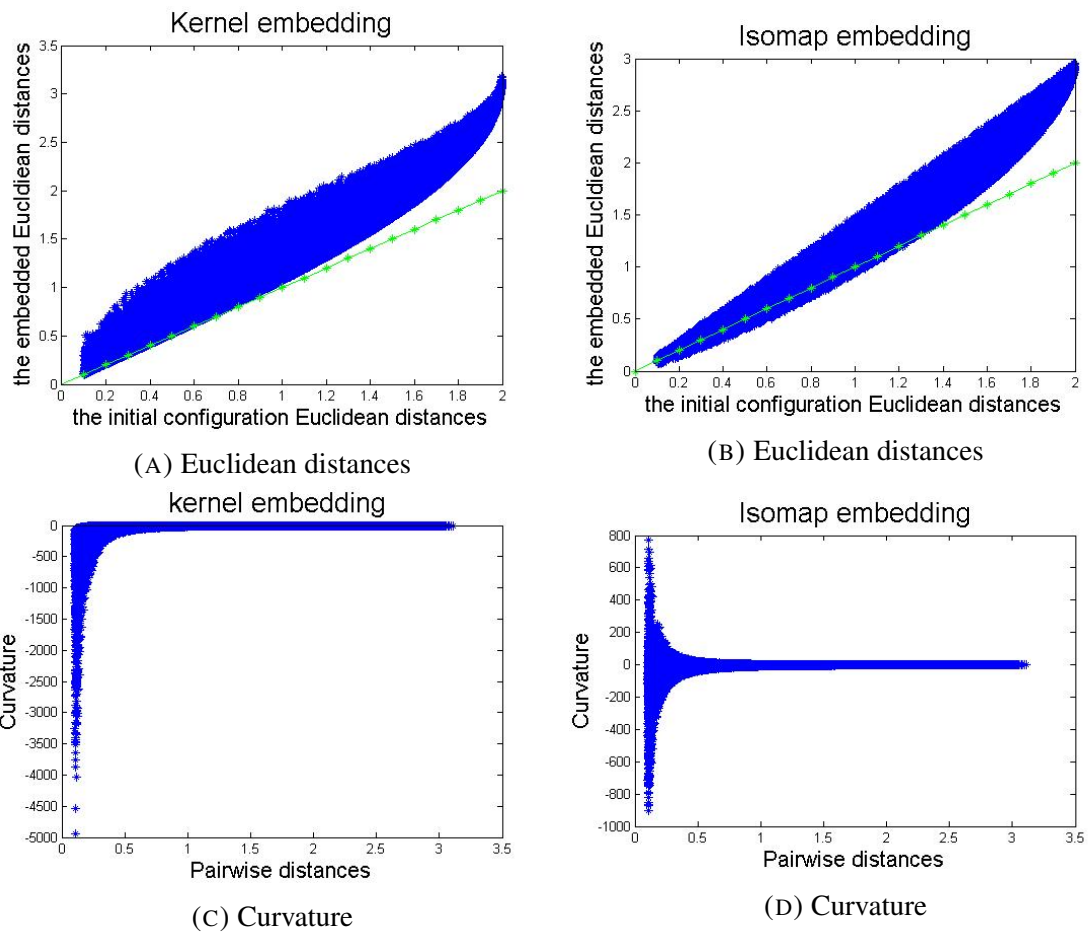 Kernel embedding
the embedded Euclidiean distances
3.5
3
2.5
2
1.5
1
0.5
0
0 0.2 0.4 0.6 0.8 1 1.2 1.4 1.6 1.8 2
the initial configuration Euclidean distances
(A) Euclidean distances
Isomap embedding
the embedded Euclidean distances
3
2.5
2
1.5
1
0.5
0
0 0.2 0.4 0.6 0.8 1 1.2 1.4 1.6 1.8 2
the initial configuration Euclidean distances
(B) Euclidean distances
kernel embedding
Curvature
0
-500
-1000
-1500
-2000
-2500
-3000
-3500
-4000
-4500
-5000
0 0.5 1 1.5 2 2.5 3 3.5
Pairwise distances
(C) Curvature
Isomap embedding
Curvature
800
600
400
200
0
-200
-400
-600
-800
-1000
0 0.5 1 1.5 2 2.5 3 3.5
Pairwise distances
(D) Curvature